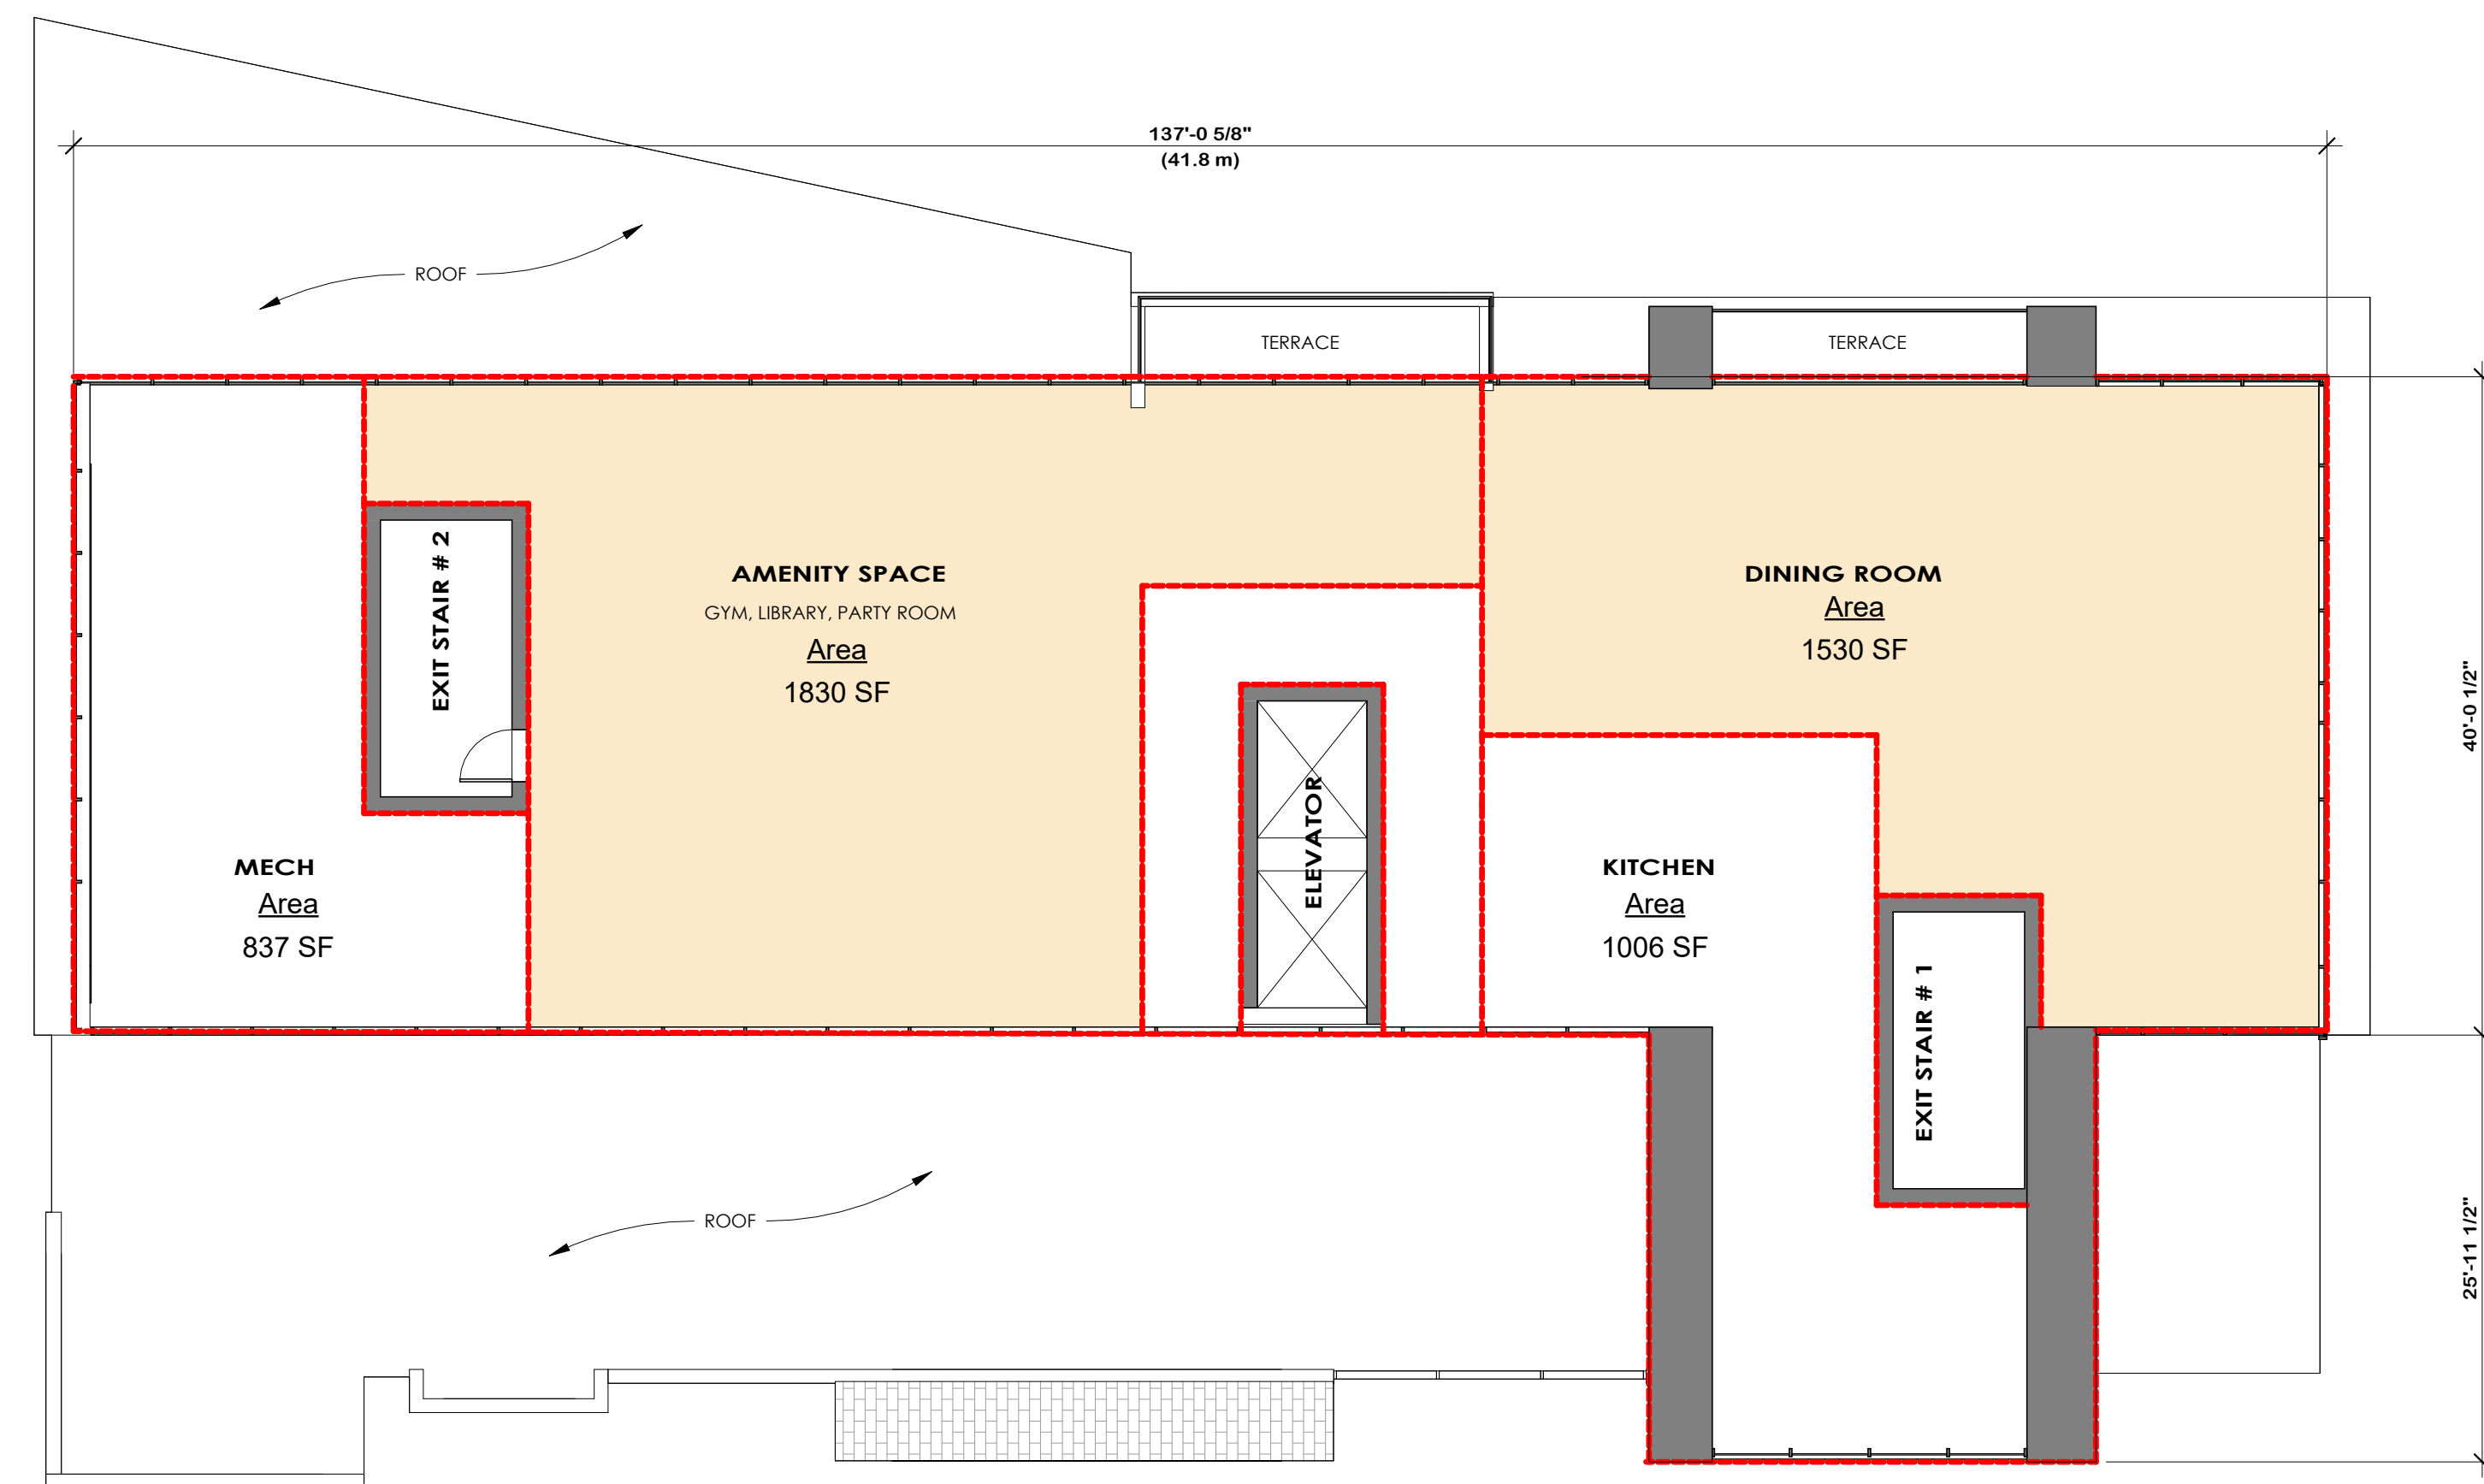 137'-0 5/8"
(41.8 m)
ROOF
TERRACE
TERRACE
EXIT STAIR # 2
AMENITY SPACE
GYM, LIBRARY, PARTY ROOM
Area
1830 SF
DINING ROOM
Area
1530 SF
40'-0 1/2"
ELEVATOR
MECH
Area
837 SF
KITCHEN
Area
1006 SF
EXIT STAIR # 1
ROOF
25'-11 1/2"